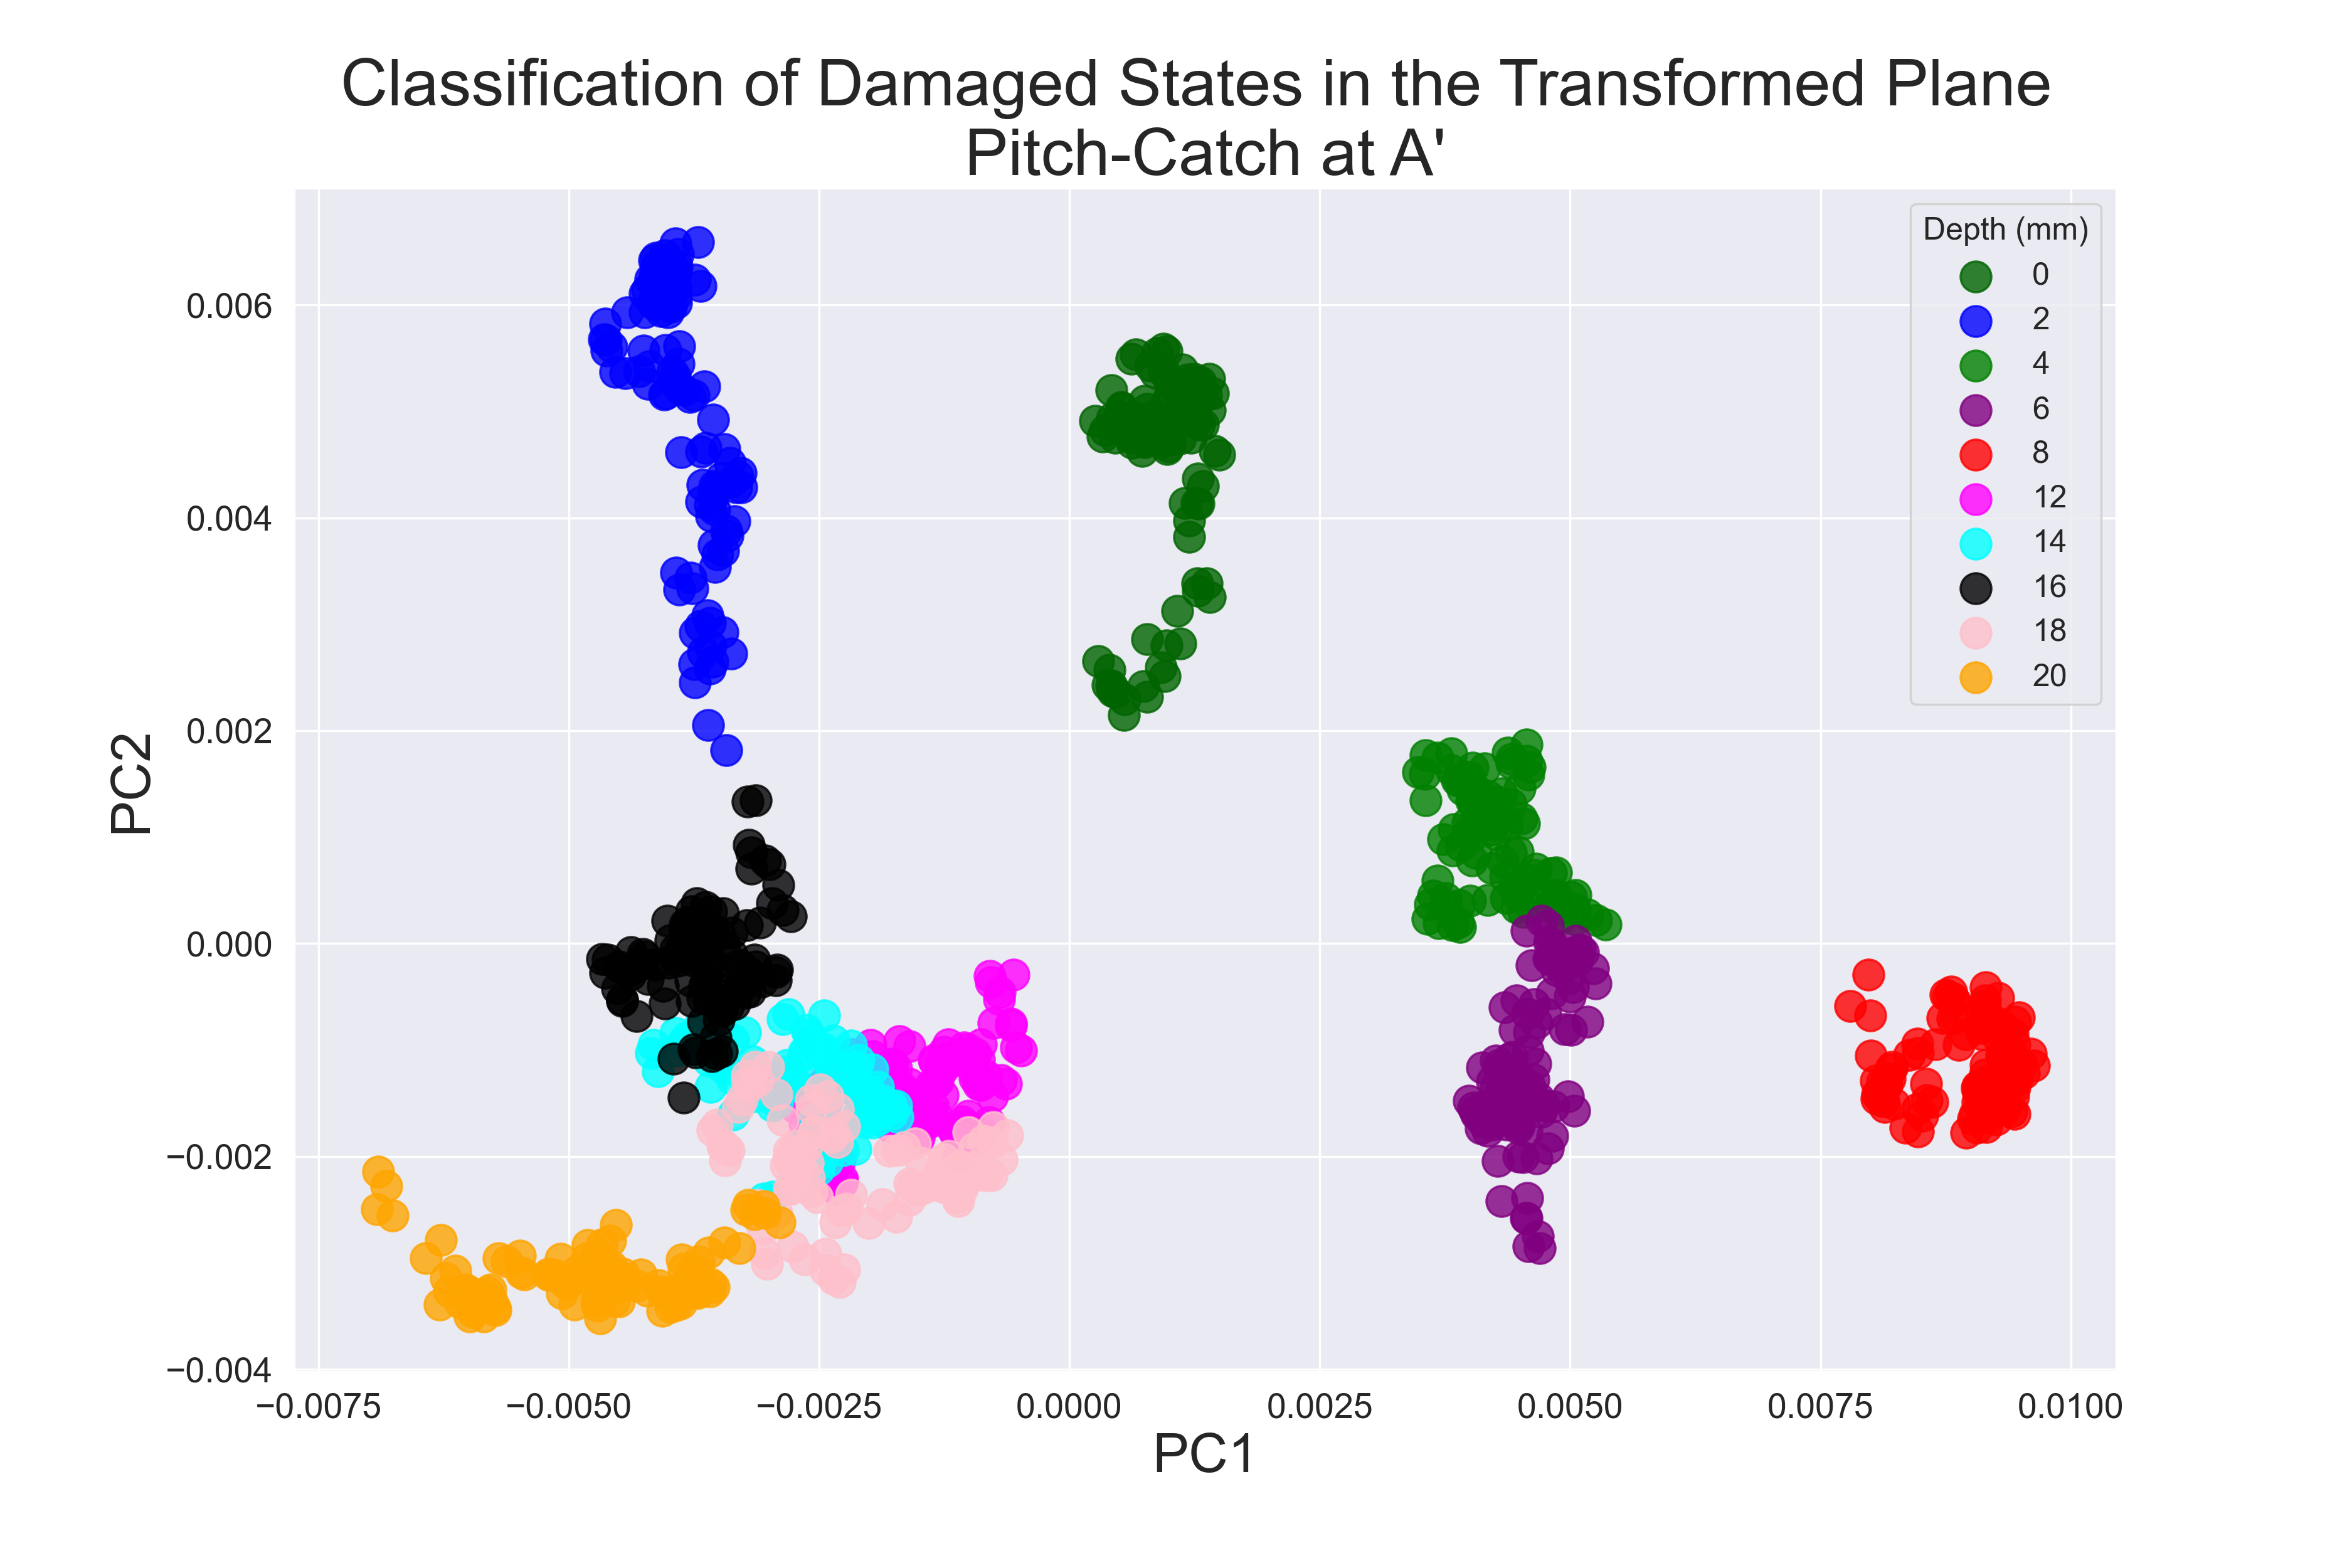 Classification of Damaged States in the Transformed Plane
Pitch-Catch at A'
Depth (mm)
0
2
4
6
8
12
14
16
18
20
PC2
0.006
0.004
0.002
0.000
−0.002
−0.004
−0.0075 −0.0050 −0.0025 0.0000 0.0025 0.0050 0.0075 0.0100
PC1